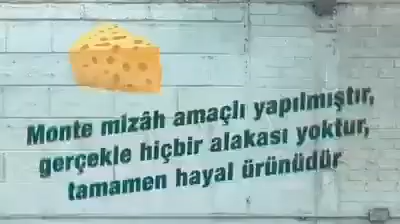 Monte mizâh amaçlı yapılmıştır,
gerçekle hiçbir alakası yoktur,
tamamen hayal ürünüdür